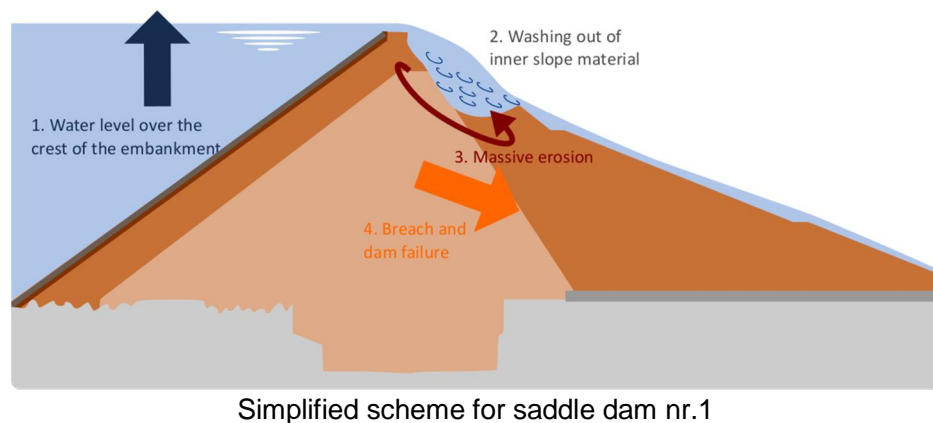 1. Water level over the
crest of the embankment
2. Washing out of
inner slope material
3. Massive erosion
4. Breach and
dam failure
Simplified scheme for saddle dam nr.1